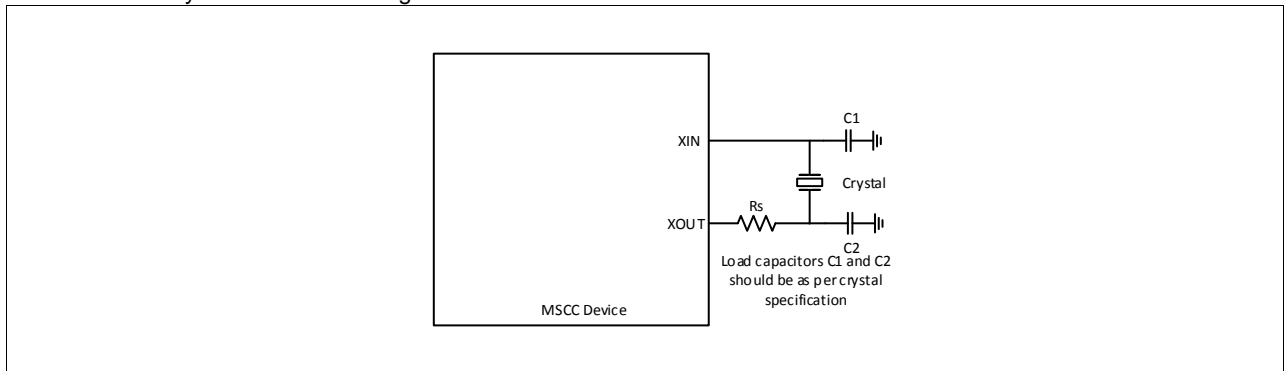 C1
XIN
Crystal
Rs
XOUT
C2
Load capacitors C1 and C2
should be as per crystal
specification
MSCC Device